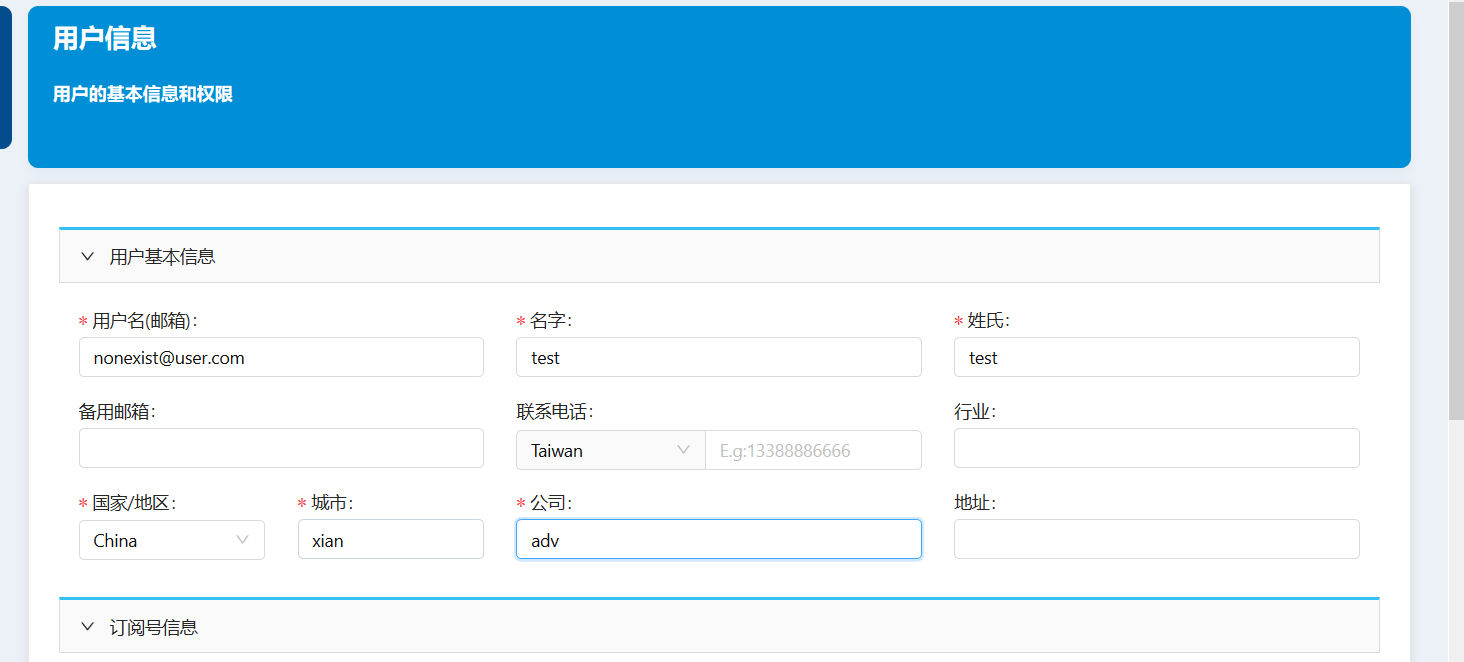 用户信息
用户的基本信息和权限
用户基本信息
* 用户名(邮箱):
* 名字:
* 姓氏:
nonexist@user.com
test
test
备用邮箱:
联系电话:
行业:
Taiwan
E.g:13388886666
* 国家/地区:
* 城市:
* 公司:
地址:
China
xian
adv
订阅号信息